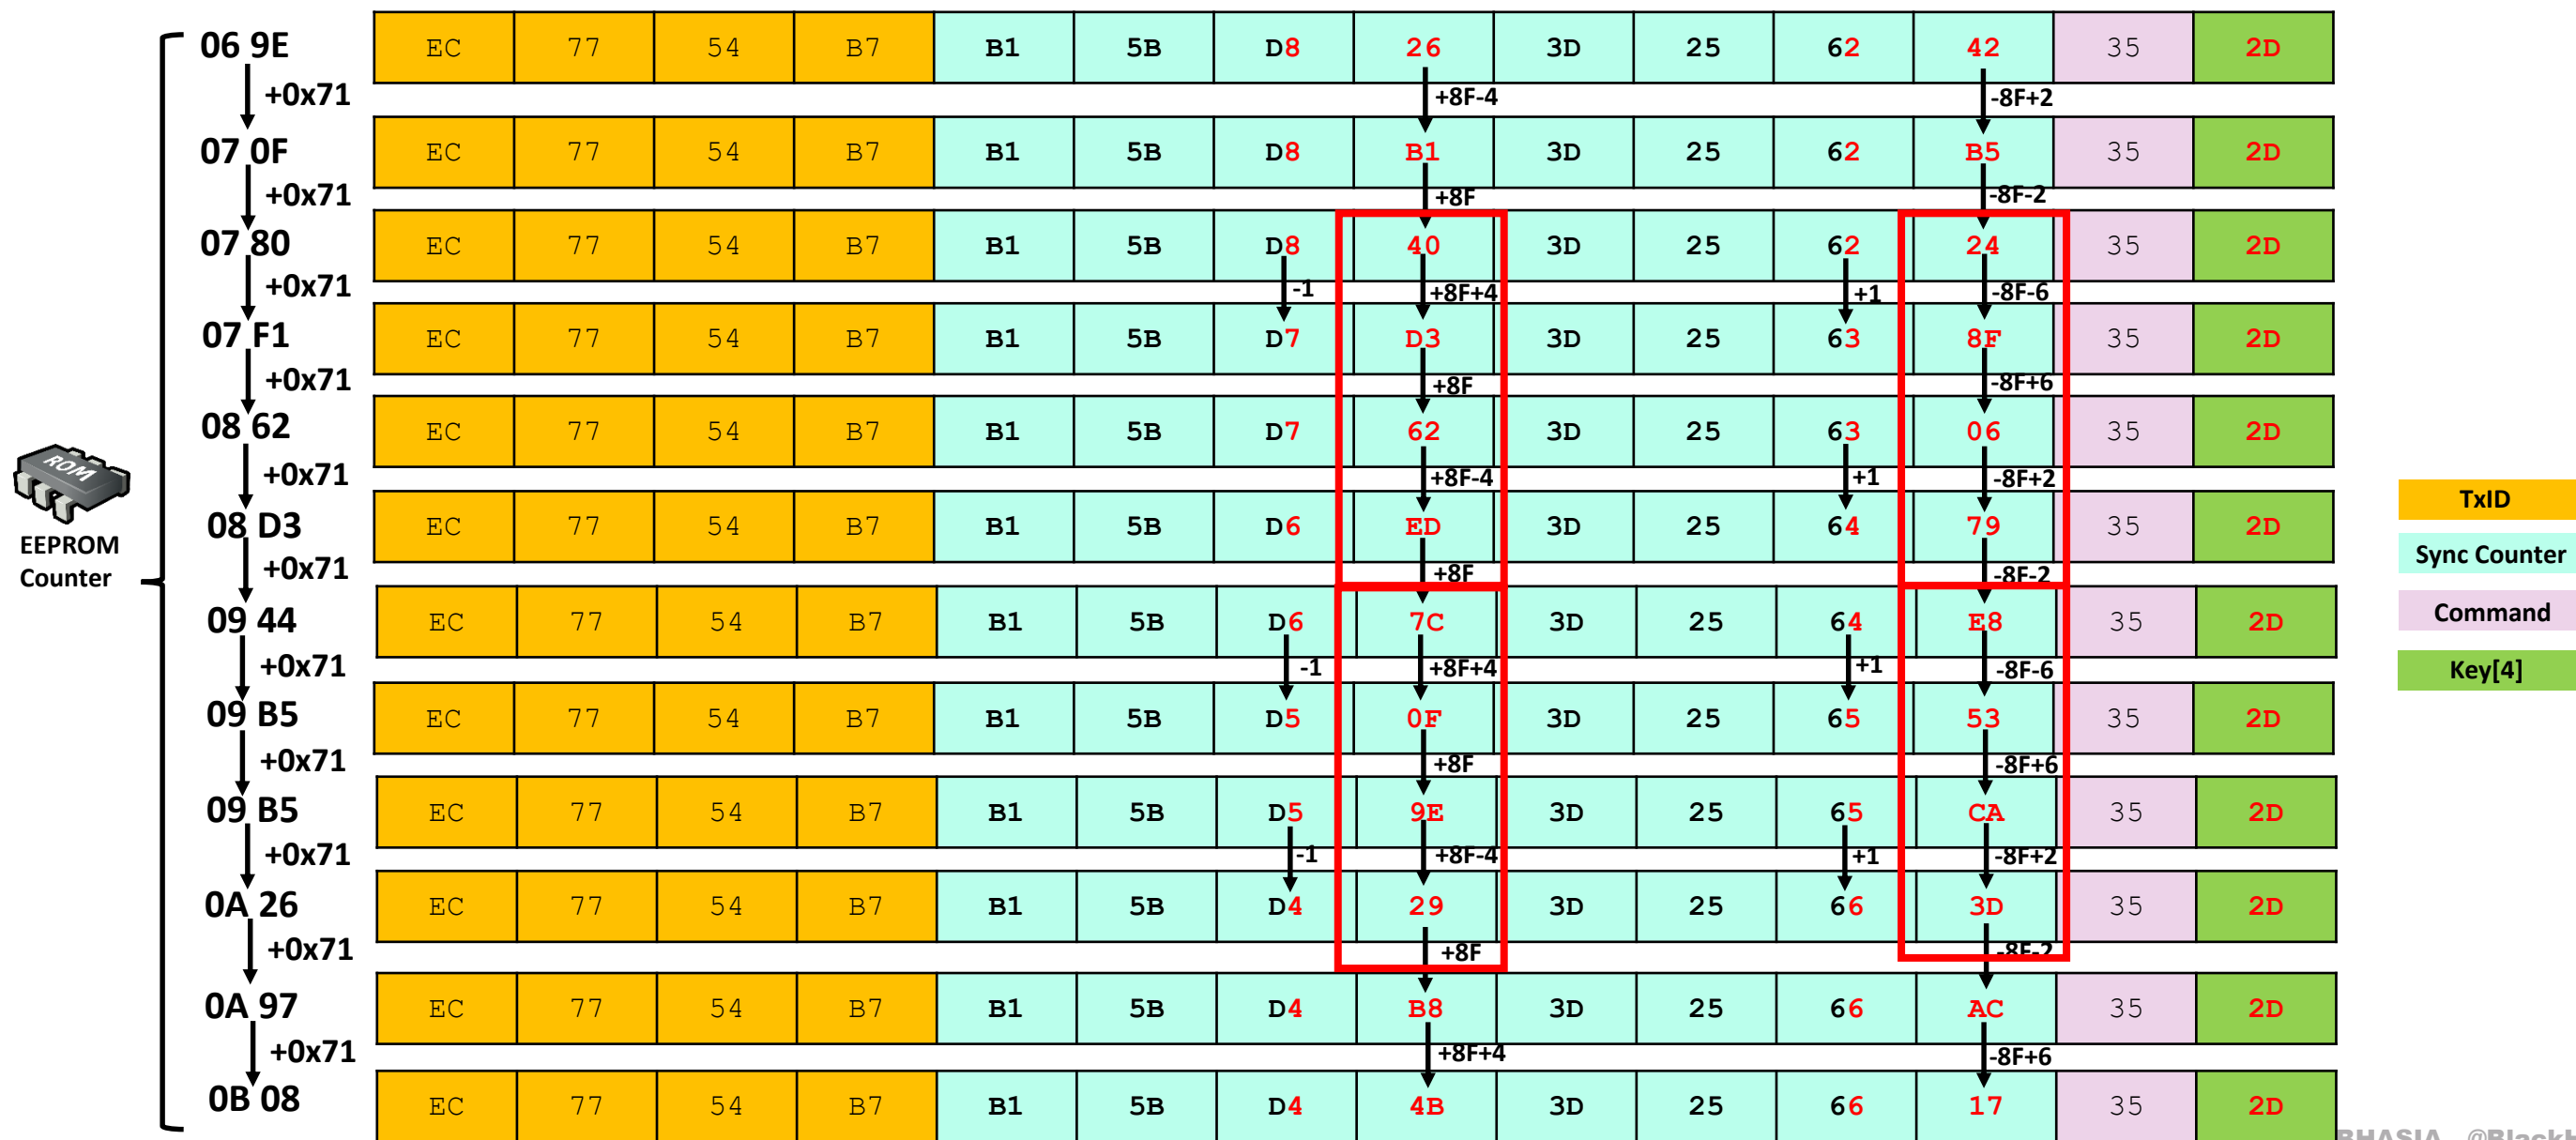 06 9E EC 77 54 B7 B1 5B D8 26 3D 25 62 42 35 2D
+0x71 +8F-4 -8F+2
07 0F EC 77 54 B7 B1 5B D8 B1 3D 25 62 B5 35 2D
+0x71 +8F -8F-2
07 80 EC 77 54 B7 B1 5B D8 40 3D 25 62 24 35 2D
+0x71 -1 +8F+4 +1 -8F-6
07 F1 EC 77 54 B7 B1 5B D7 D3 3D 25 63 8F 35 2D
+0x71 +8F -8F+6
08 62 EC 77 54 B7 B1 5B D7 62 3D 25 63 06 35 2D
+0x71 +8F-4 +1 -8F+2
08 D3 EC 77 54 B7 B1 5B D6 ED 3D 25 64 79 35 2D
+0x71 +8F -8F-2
09 44 EC 77 54 B7 B1 5B D6 7C 3D 25 64 E8 35 2D
+0x71 -1 +8F+4 +1 -8F-6
09 B5 EC 77 54 B7 B1 5B D5 0F 3D 25 65 53 35 2D
+0x71 +8F -8F+6
09 B5 EC 77 54 B7 B1 5B D5 9E 3D 25 65 CA 35 2D
+0x71 -1 +8F-4 +1 -8F+2
0A 26 EC 77 54 B7 B1 5B D4 29 3D 25 66 3D 35 2D
+0x71 +8F -8F-2
0A 97 EC 77 54 B7 B1 5B D4 B8 3D 25 66 AC 35 2D
+0x71 +8F+4 -8F+6
0B 08 EC 77 54 B7 B1 5B D4 4B 3D 25 66 17 35 2D
ROM
EEPROM
Counter
TxID
Sync Counter
Command
Key[4]